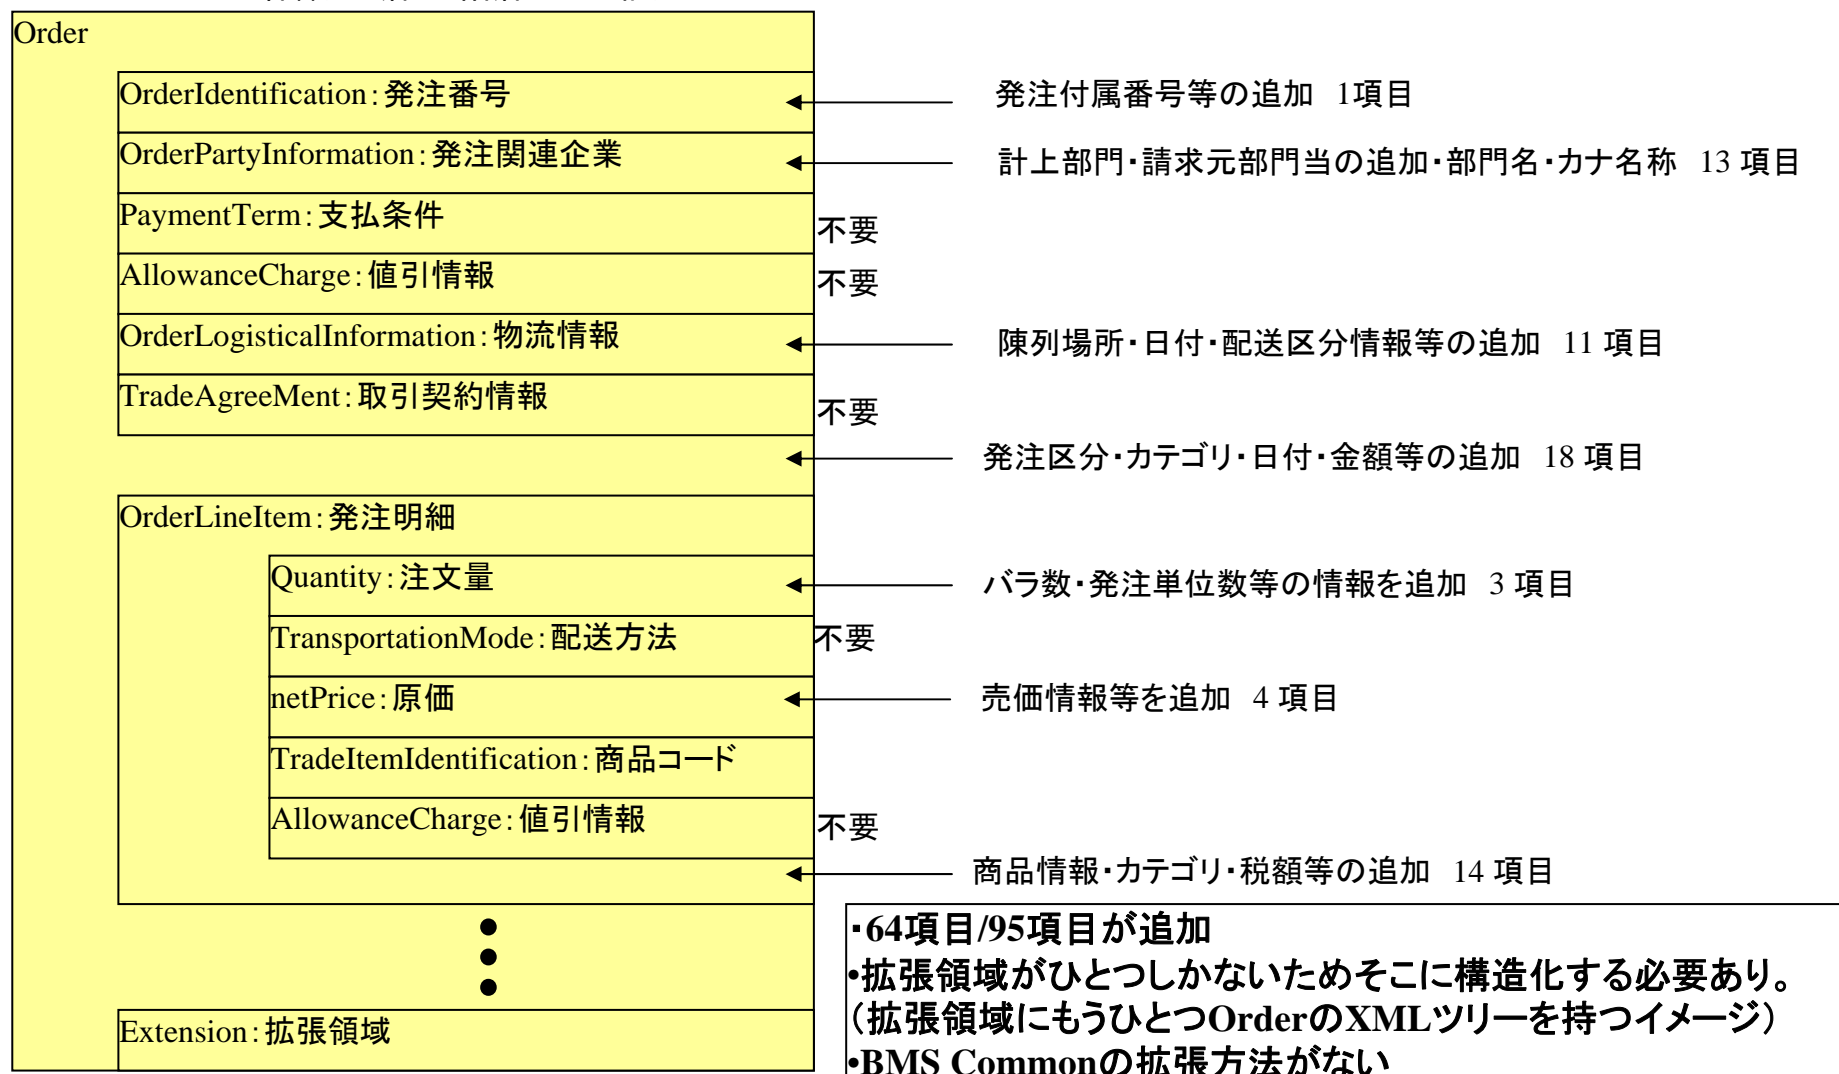 Order
OrderIdentification：発注番号
発注付属番号等の追加 1項目
OrderPartyInformation：発注関連企業
計上部門・請求元部門当の追加・部門名・カナ名称 13 項目
PaymentTerm：支払条件
不要
AllowanceCharge：値引情報
不要
OrderLogisticalInformation：物流情報
陳列場所・日付・配送区分情報等の追加 11 項目
TradeAgreeMent：取引契約情報
不要
発注区分・カテゴリ・日付・金額等の追加 18 項目
OrderLineItem：発注明細
Quantity：注文量
バラ数・発注単位数等の情報を追加 3 項目
TransportationMode：配送方法
不要
netPrice：原価
売価情報等を追加 4 項目
TradeItemIdentification：商品コード
AllowanceCharge：値引情報
不要
商品情報・カテゴリ・税額等の追加 14 項目
・64項目/95項目が追加
•拡張領域がひとつしかないためそこに構造化する必要あり。
（拡張領域にもうひとつOrderのXMLツリーを持つイメージ）
•BMS Commonの拡張方法がない
Extension：拡張領域